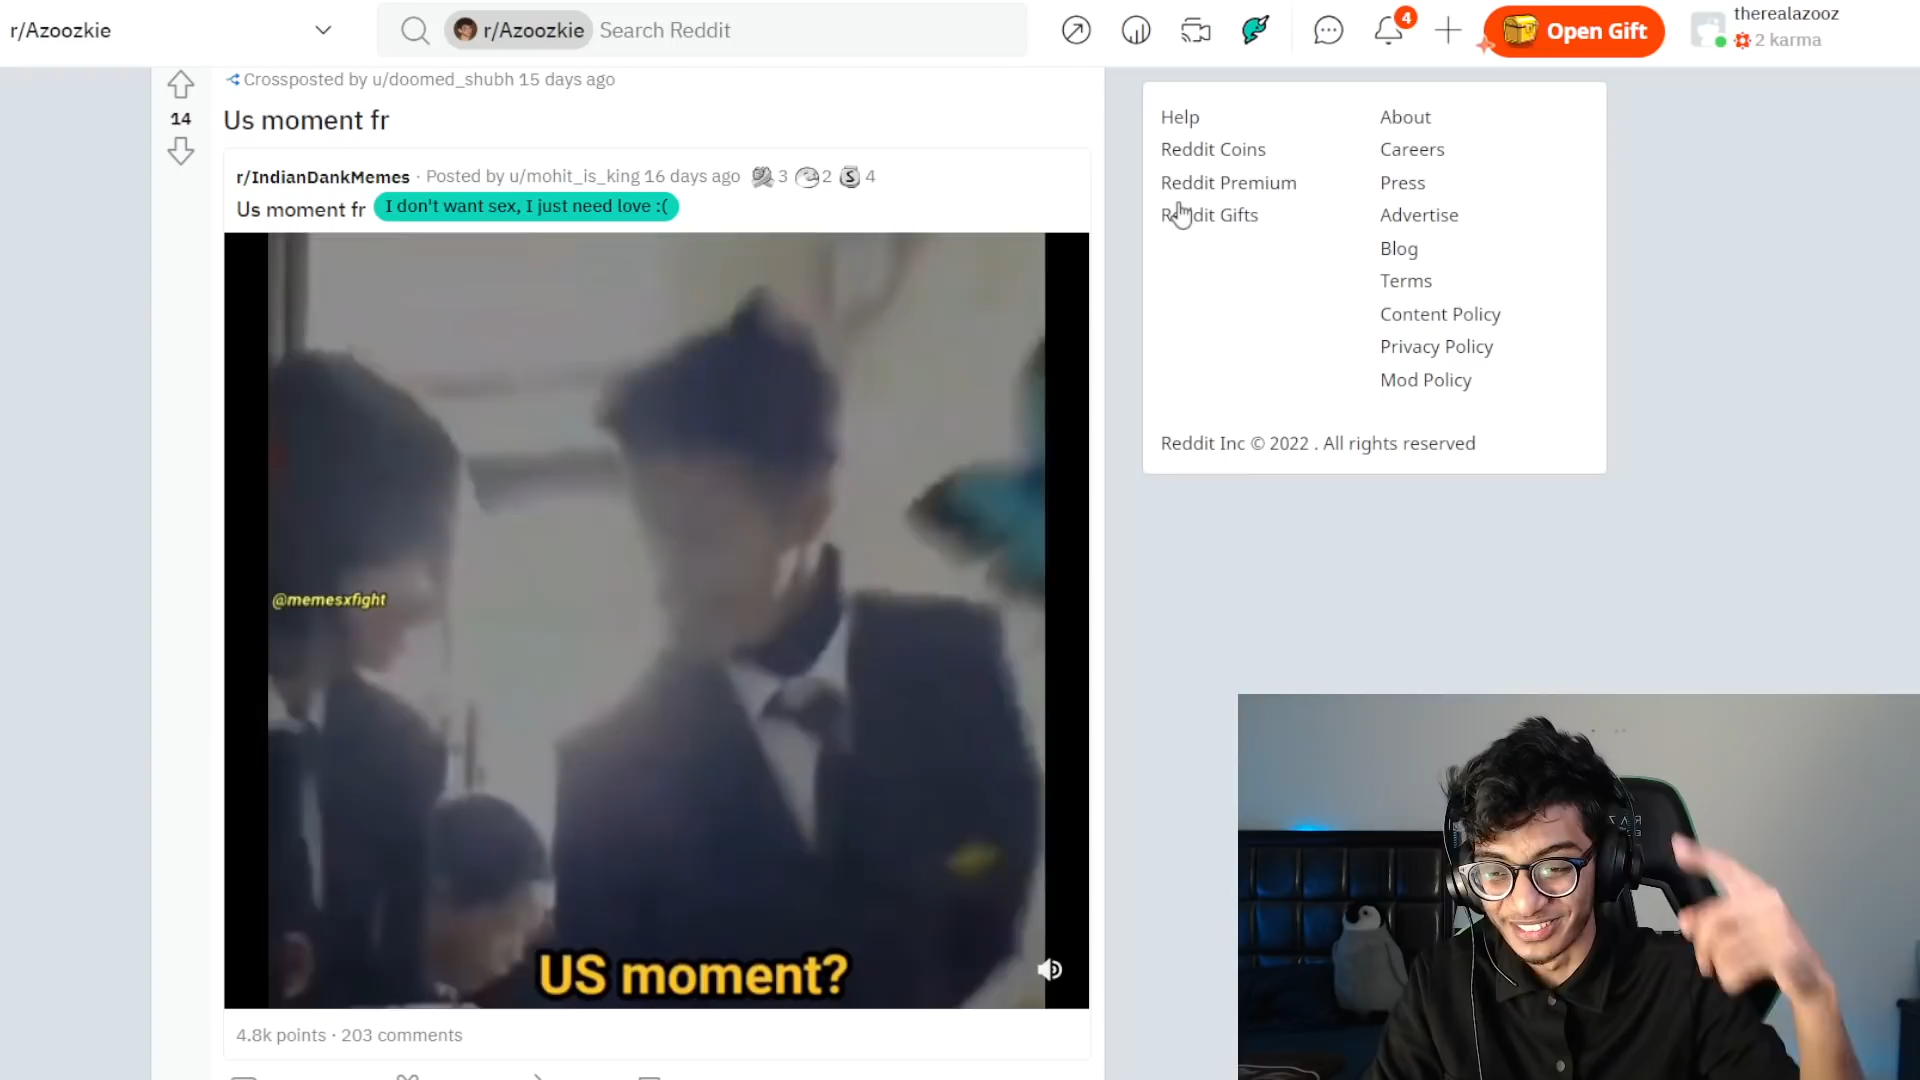 r/Azoozkie
r/Azoozkie Search Reddit
4
Open Gift
therealazooz
2 karma
Crossposted by u/doomed_shubh 15 days ago
14
Us moment fr
r/IndianDankMemes · Posted by u/mohit_is_king 16 days ago 3 2 S 4
Us moment fr I don't want sex, I just need love :(
@memesxfight
US moment?
4.8k points · 203 comments
Help
Reddit Coins
Reddit Premium
Reddit Gifts
About
Careers
Press
Advertise
Blog
Terms
Content Policy
Privacy Policy
Mod Policy
Reddit Inc © 2022 . All rights reserved